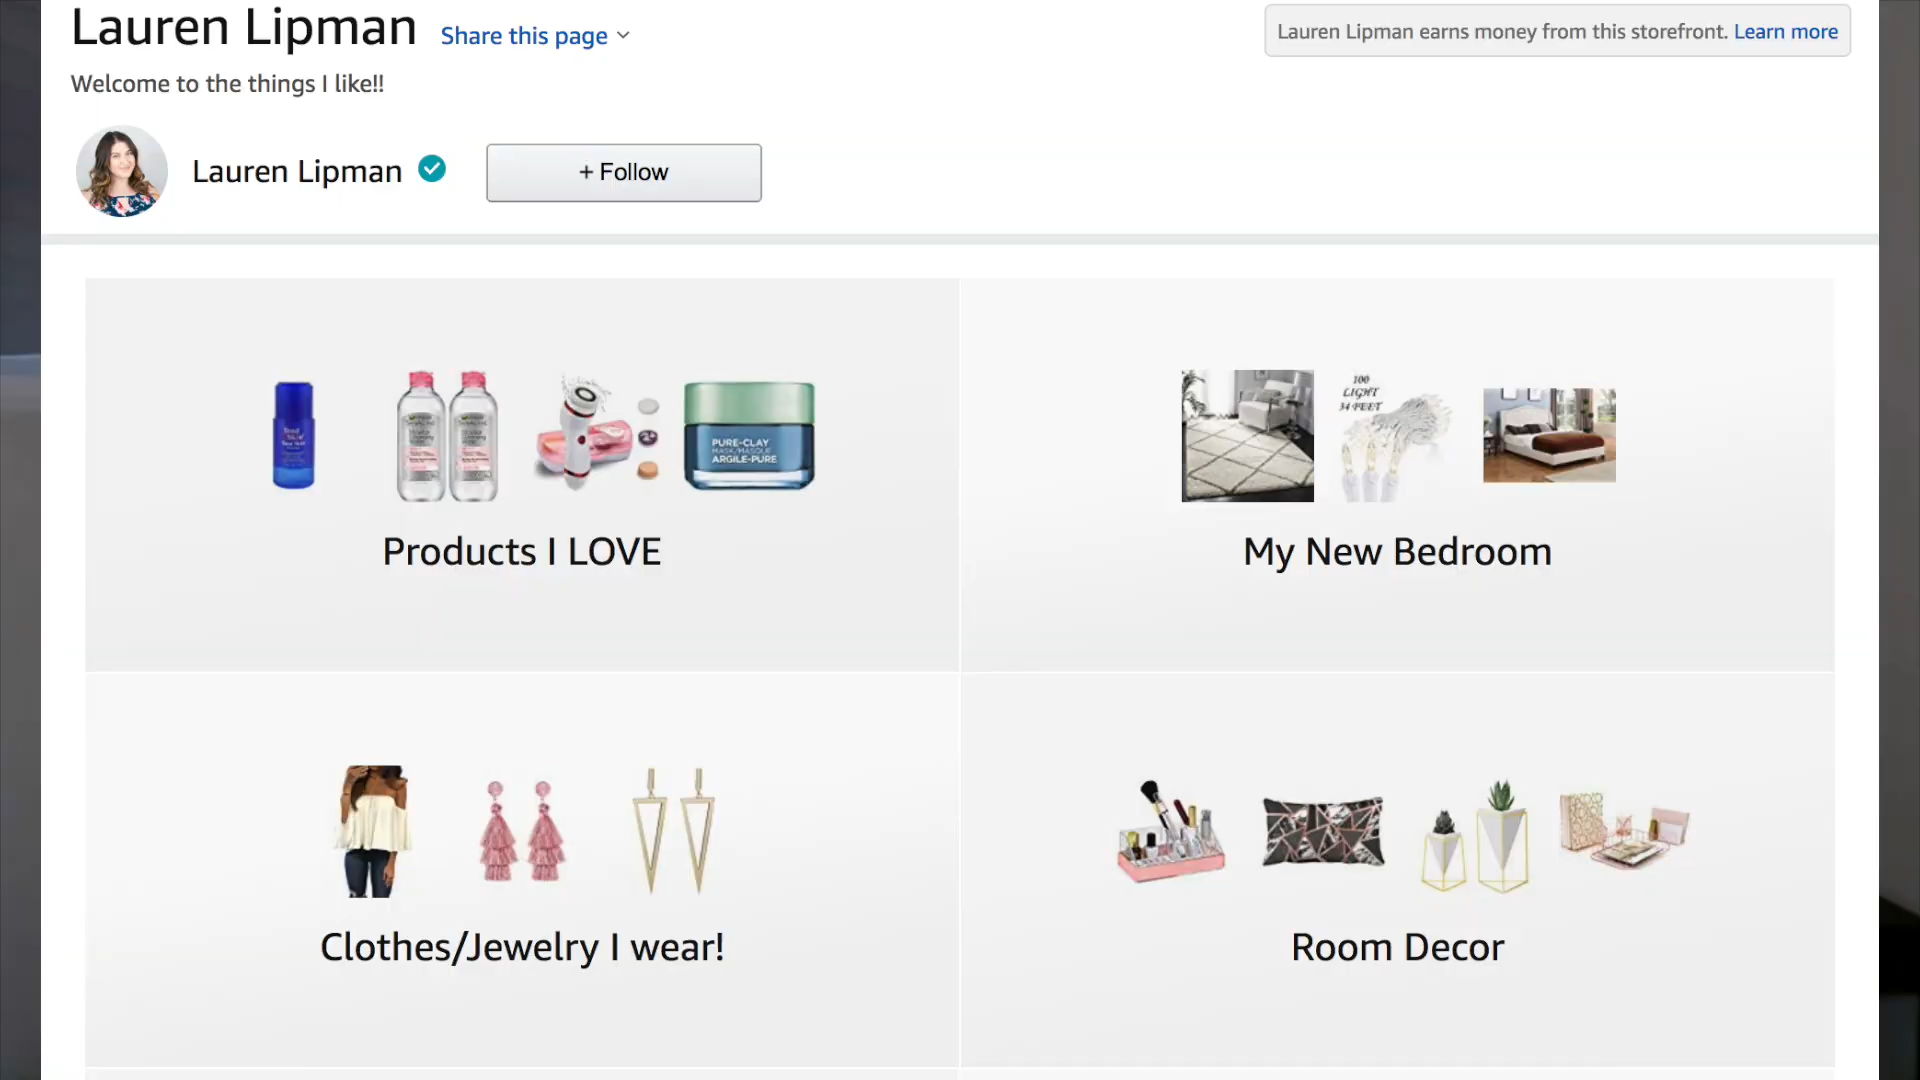 Lauren Lipman
Share this page
Lauren Lipman earns money from this storefront. Learn more
Welcome to the things I like!!
Lauren Lipman
+ Follow
PURE-CLAY
MASK/MASQUE
ARGILE-PURE
100
LIGHT
34 FEET
Products I LOVE
My New Bedroom
Clothes/Jewelry I wear!
Room Decor